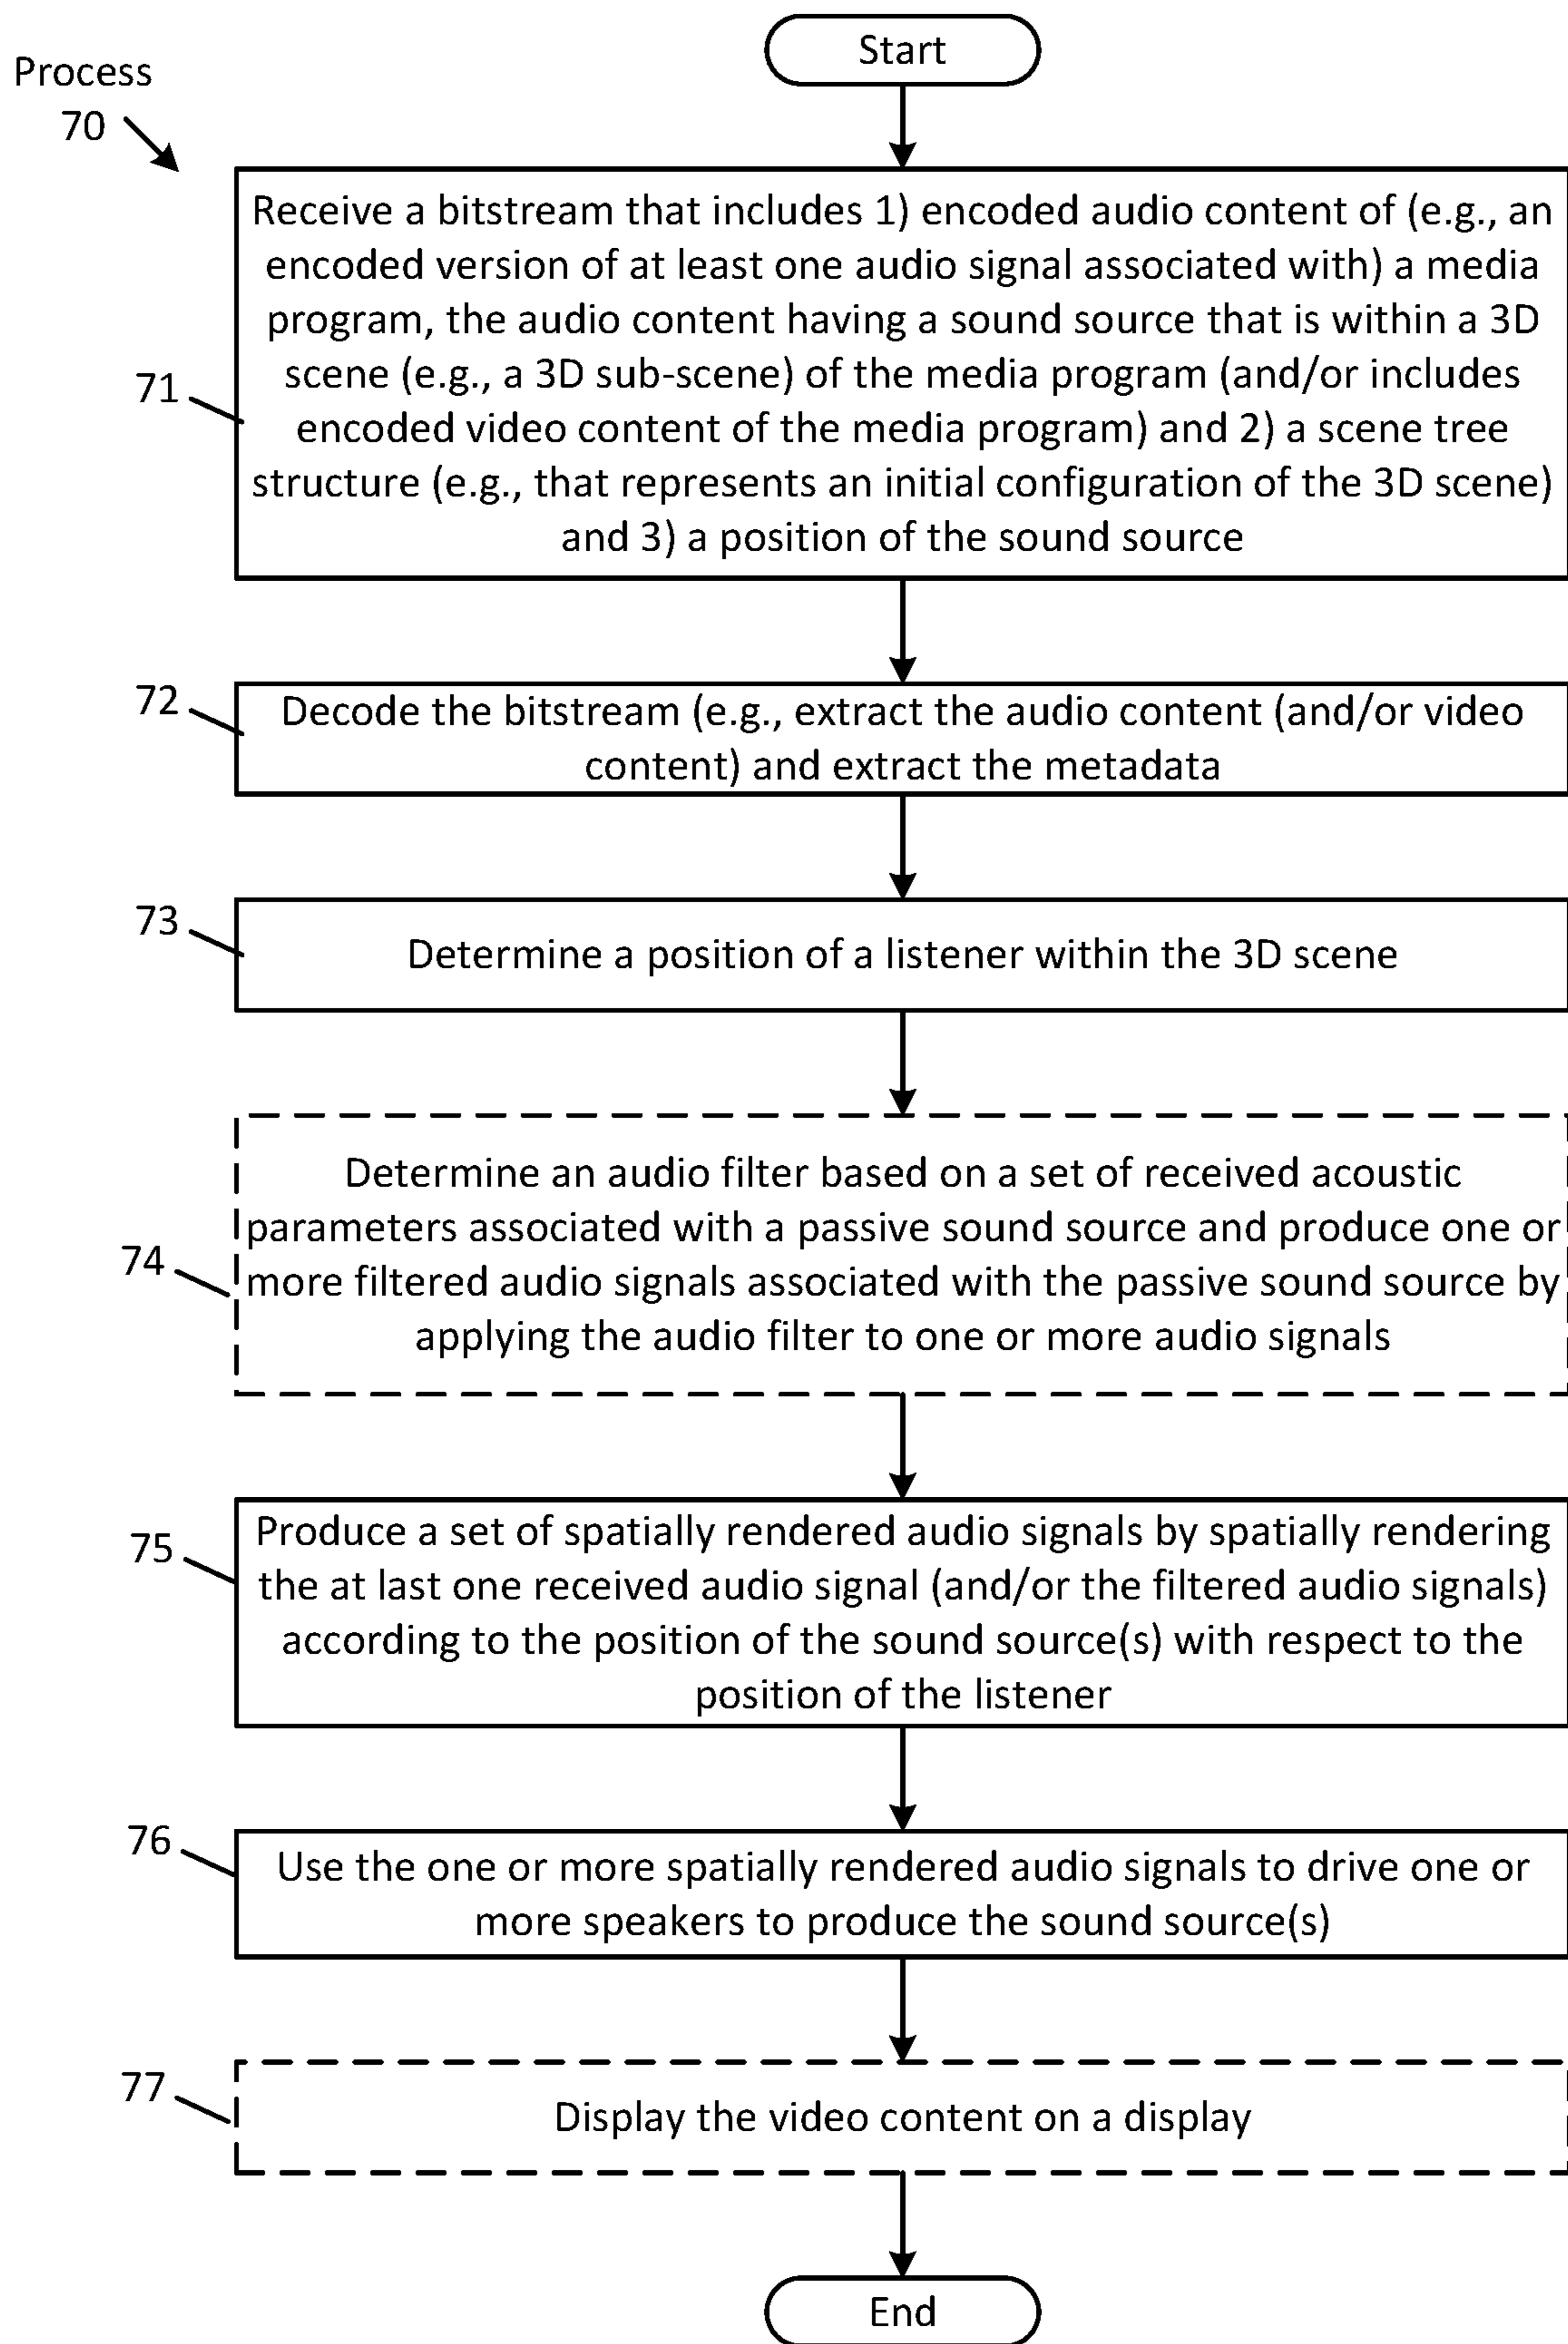 Start
Process
70
Receive a bitstream that includes 1) encoded audio content of (e.g., an
encoded version of at least one audio signal associated with) a media
program, the audio content having a sound source that is within a 3D
scene (e.g., a 3D sub-scene) of the media program (and/or includes
encoded video content of the media program) and 2) a scene tree
structure (e.g., that represents an initial configuration of the 3D scene)
and 3) a position of the sound source
71
72
Decode the bitstream (e.g., extract the audio content (and/or video
content) and extract the metadata
73
Determine a position of a listener within the 3D scene
74
Determine an audio filter based on a set of received acoustic
parameters associated with a passive sound source and produce one or
more filtered audio signals associated with the passive sound source by
applying the audio filter to one or more audio signals
75
Produce a set of spatially rendered audio signals by spatially rendering
the at last one received audio signal (and/or the filtered audio signals)
according to the position of the sound source(s) with respect to the
position of the listener
76
Use the one or more spatially rendered audio signals to drive one or
more speakers to produce the sound source(s)
77
Display the video content on a display
End